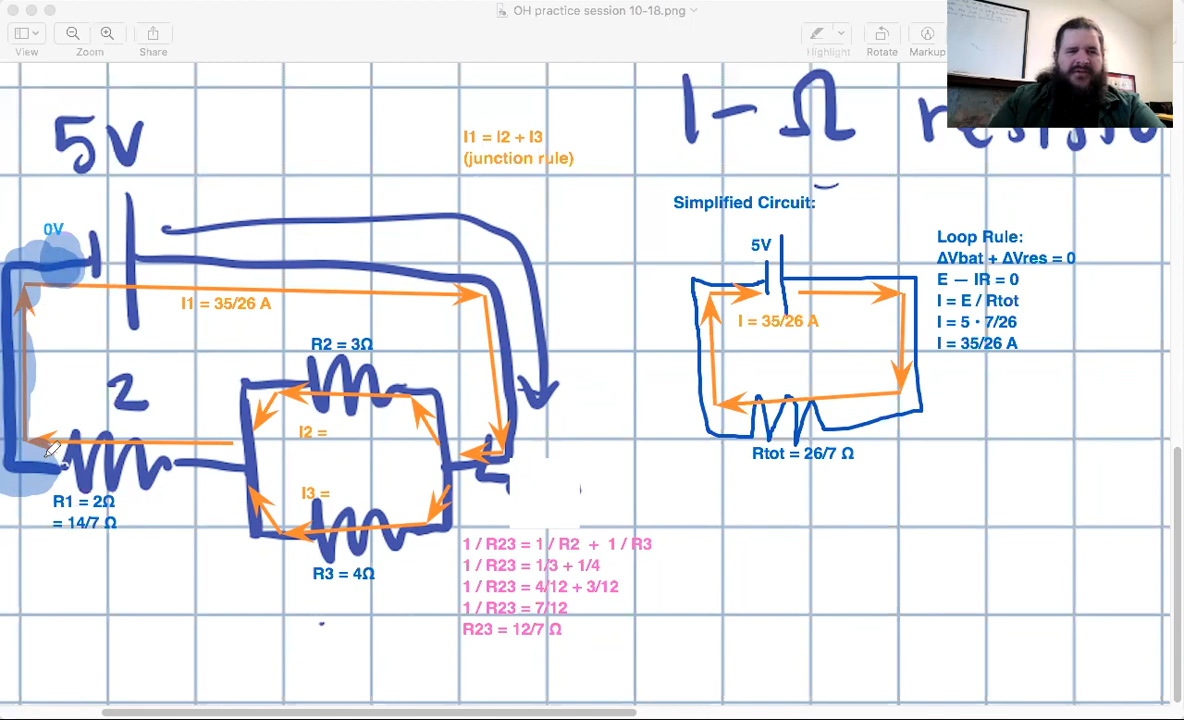 OH practice session 10-18.png
View
Zoom
Share
Highlight
Rotate
Markup
5V
1-Ω
I1 = I2 + I3
(junction rule)
0V
I1 = 35/26 A
R2 = 3Ω
2
I2 =
I3 =
R1 = 2Ω
= 14/7 Ω
R3 = 4Ω
1 / R23 = 1 / R2 + 1 / R3
1 / R23 = 1/3 + 1/4
1 / R23 = 4/12 + 3/12
1 / R23 = 7/12
R23 = 12/7 Ω
Simplified Circuit:
5V
I = 35/26 A
Rtot = 26/7 Ω
Loop Rule:
ΔVbat + ΔVres = 0
E — IR = 0
I = E / Rtot
I = 5 · 7/26
I = 35/26 A